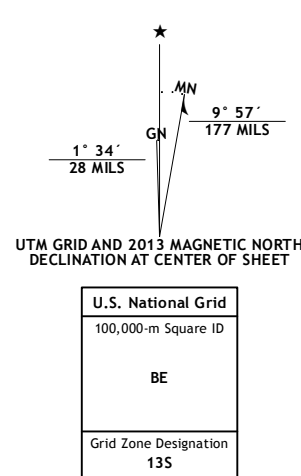 ★
MN
GN
9° 57´
177 MILS
1° 34´
28 MILS
UTM GRID AND 2013 MAGNETIC NORTH
DECLINATION AT CENTER OF SHEET
U.S. National Grid
100,000-m Square ID
BE
Grid Zone Designation
13S